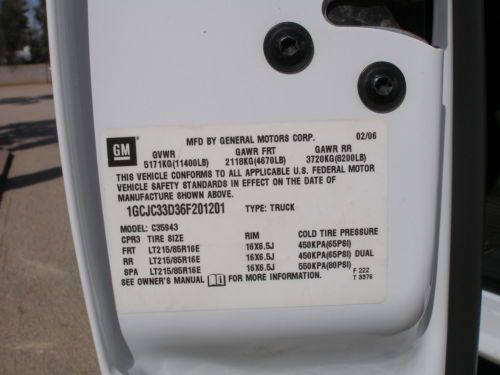 GM
MFD BY GENERAL MOTORS CORP. 02/06
GVWR GAWR FRT GAWR RR
5171KG(11400LB) 2118KG(4670LB) 3720KG(8200LB)
THIS VEHICLE CONFORMS TO ALL APPLICABLE U.S. FEDERAL MOTOR
VEHICLE SAFETY STANDARDS IN EFFECT ON THE DATE OF
MANUFACTURE SHOWN ABOVE.
1GCJC33D36F201201 TYPE: TRUCK
MODEL: C35943
CPR3 TIRE SIZE RIM COLD TIRE PRESSURE
FRT LT215/85R16E 16X6.5J 450KPA(65PSI)
RR LT215/85R16E 16X6.5J 450KPA(65PSI) DUAL
SPA LT215/85R16E 16X6.5J 550KPA(80PSI)
SEE OWNER'S MANUAL FOR MORE INFORMATION.
F 222
T 3376